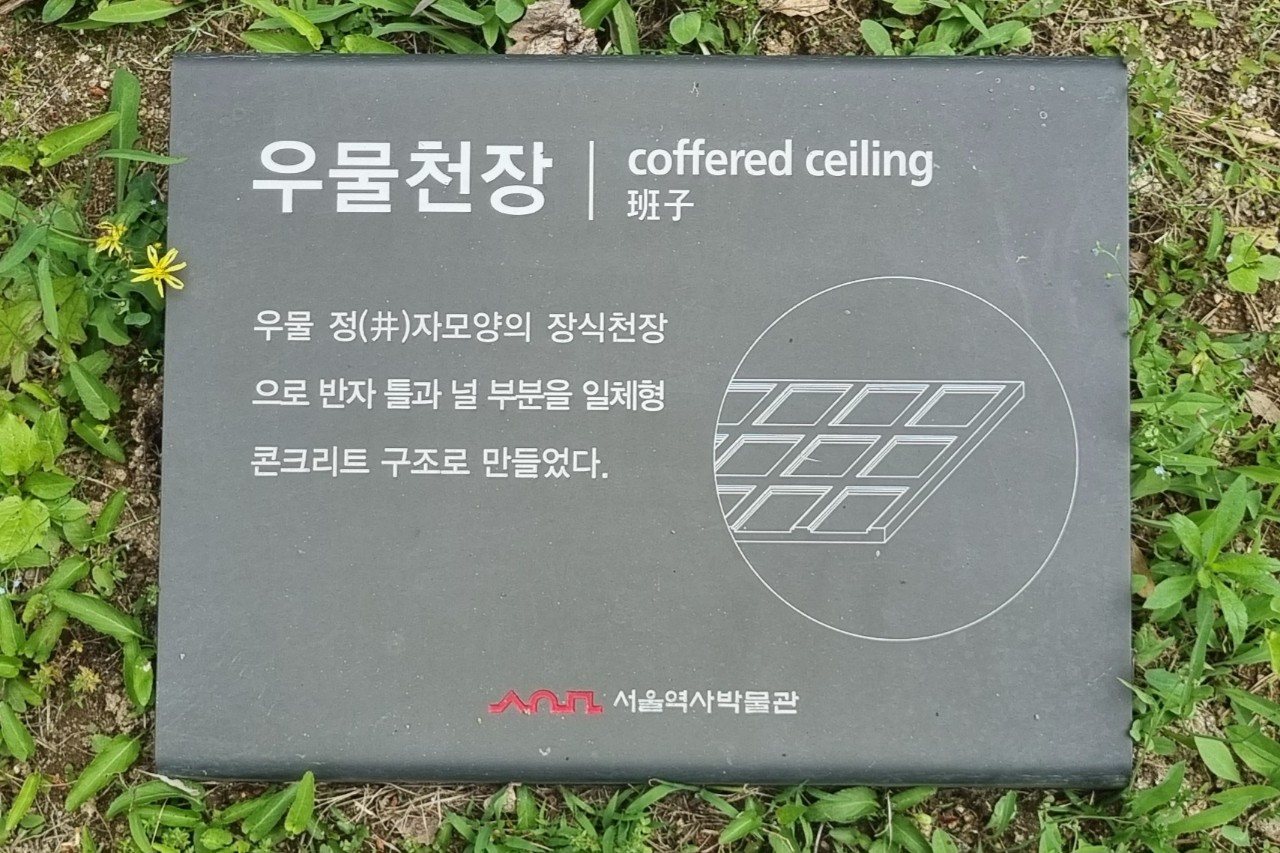 우물천장
coffered ceiling
班子
우물 정(井)자모양의 장식천장
으로 반자 틀과 널 부분을 일체형
콘크리트 구조로 만들었다.
서울역사박물관